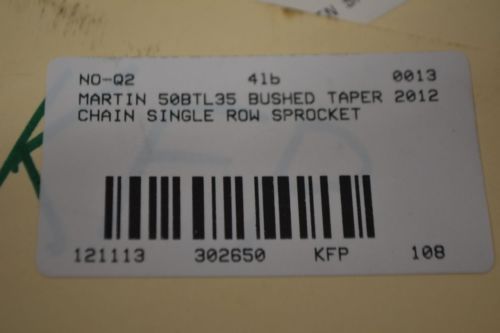 NO-Q2 4lb 0013
MARTIN 50BTL35 BUSHED TAPER 2012
CHAIN SINGLE ROW SPROCKET
121113 302650 KFP 108